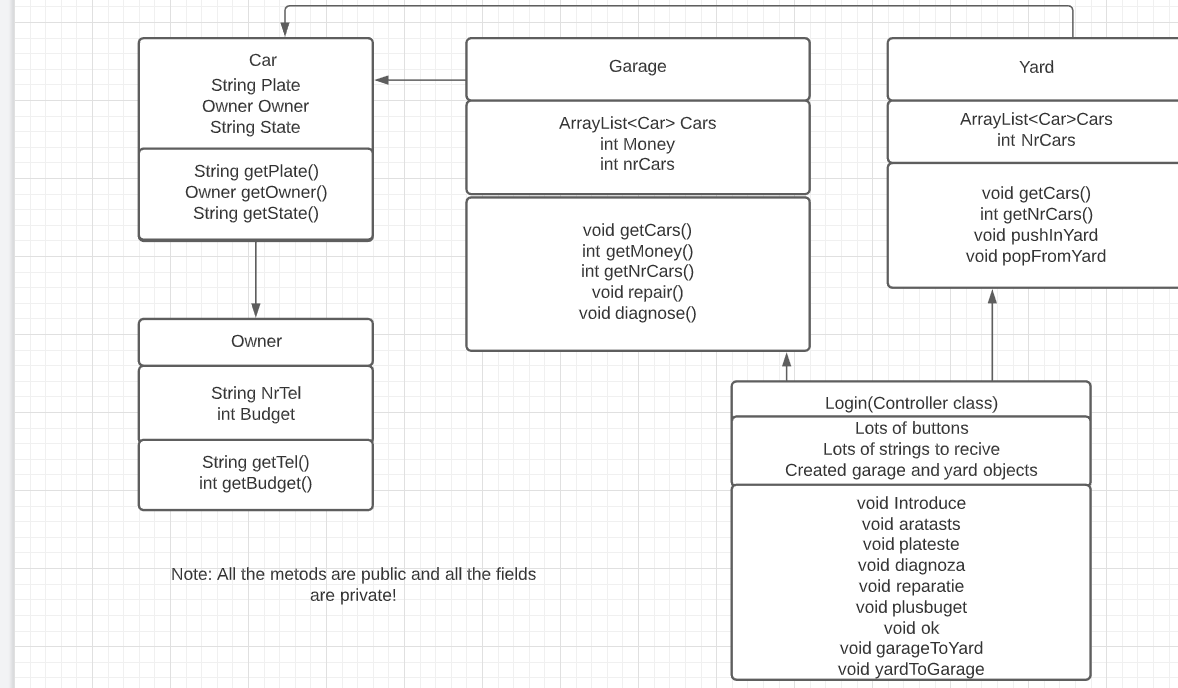 Car
String Plate
Owner Owner
String State
String getPlate()
Owner getOwner()
String getState()
Garage
ArrayList<Car> Cars
int Money
int nrCars
void getCars()
int getMoney()
int getNrCars()
void repair()
void diagnose()
Yard
ArrayList<Car>Cars
int NrCars
void getCars()
int getNrCars()
void pushInYard
void popFromYard
Owner
String NrTel
int Budget
String getTel()
int getBudget()
Login(Controller class)
Lots of buttons
Lots of strings to recive
Created garage and yard objects
void Introduce
void aratasts
void plateste
void diagnoza
void reparatie
void plusbuget
void ok
void garageToYard
void yardToGarage
Note: All the metods are public and all the fields
are private!